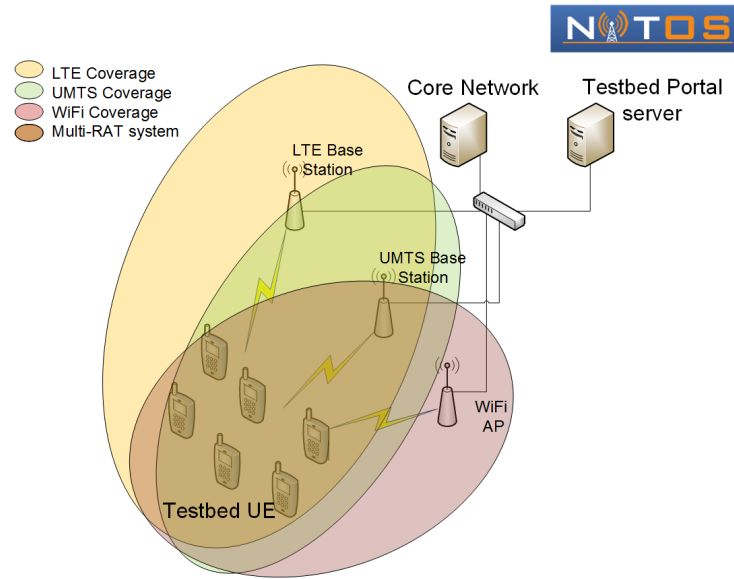 NITOS
LTE Coverage
UMTS Coverage
WiFi Coverage
Multi-RAT system
Core Network
Testbed Portal
server
LTE Base
Station
UMTS Base
Station
WiFi
AP
Testbed UE